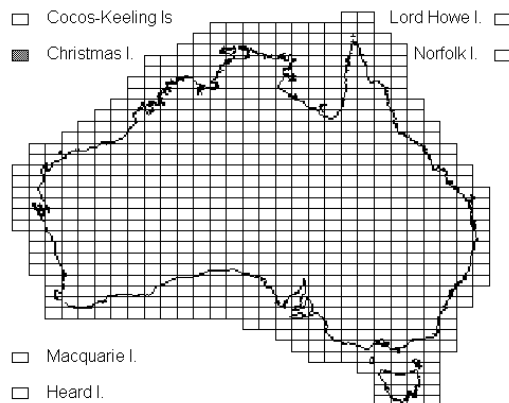 Cocos-Keeling Is
Lord Howe I.
Christmas I.
Norfolk I.
Macquarie I.
Heard I.